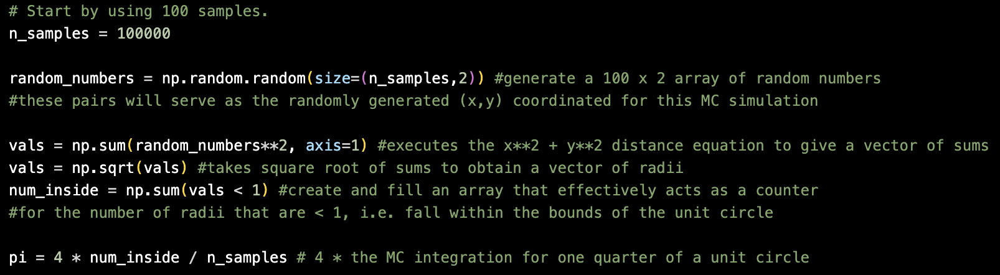 # Start by using 100 samples.
n_samples = 100000
random_numbers = np.random.random(size=(n_samples,2)) #generate a 100 x 2 array of random numbers
#these pairs will serve as the randomly generated (x,y) coordinated for this MC simulation
vals = np.sum(random_numbers**2, axis=1) #executes the x**2 + y**2 distance equation to give a vector of sums
vals = np.sqrt(vals) #takes square root of sums to obtain a vector of radii
num_inside = np.sum(vals < 1) #create and fill an array that effectively acts as a counter
#for the number of radii that are < 1, i.e. fall within the bounds of the unit circle
pi = 4 * num_inside / n_samples # 4 * the MC integration for one quarter of a unit circle